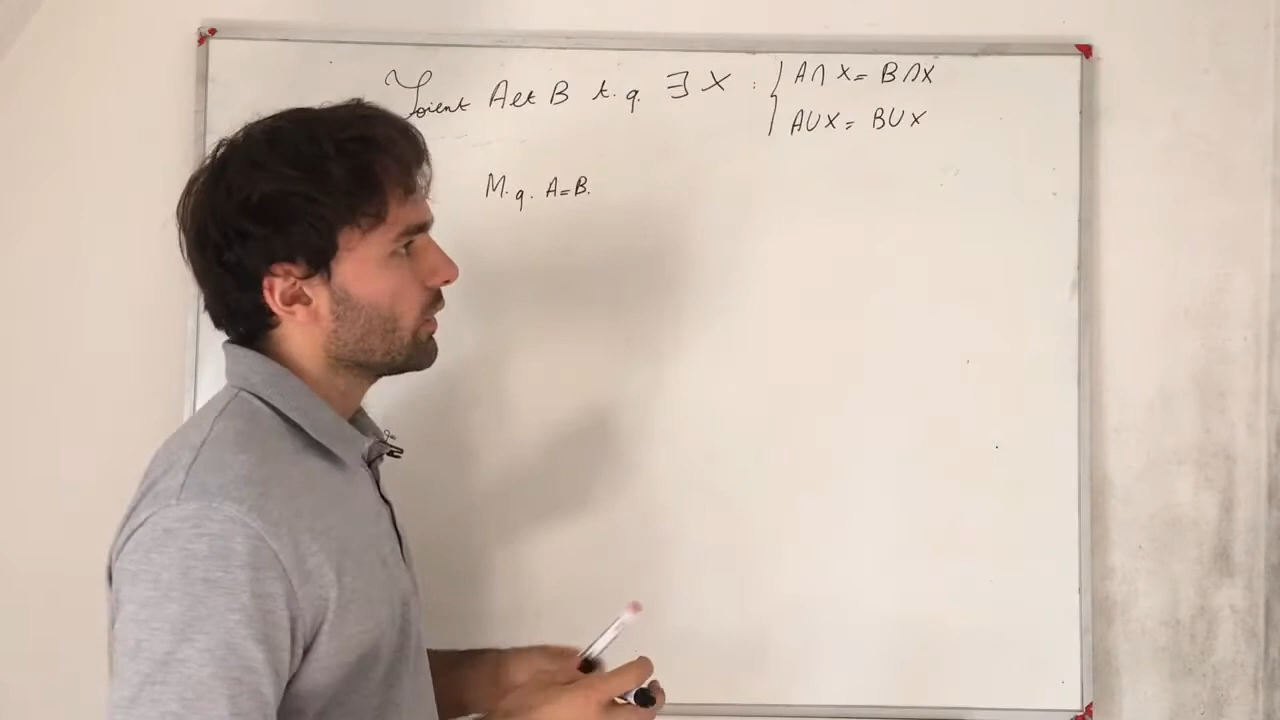 Soient A et B t.q. ∃ X : { A∩X = B∩X
A∪X = B∪X
M.q. A=B.